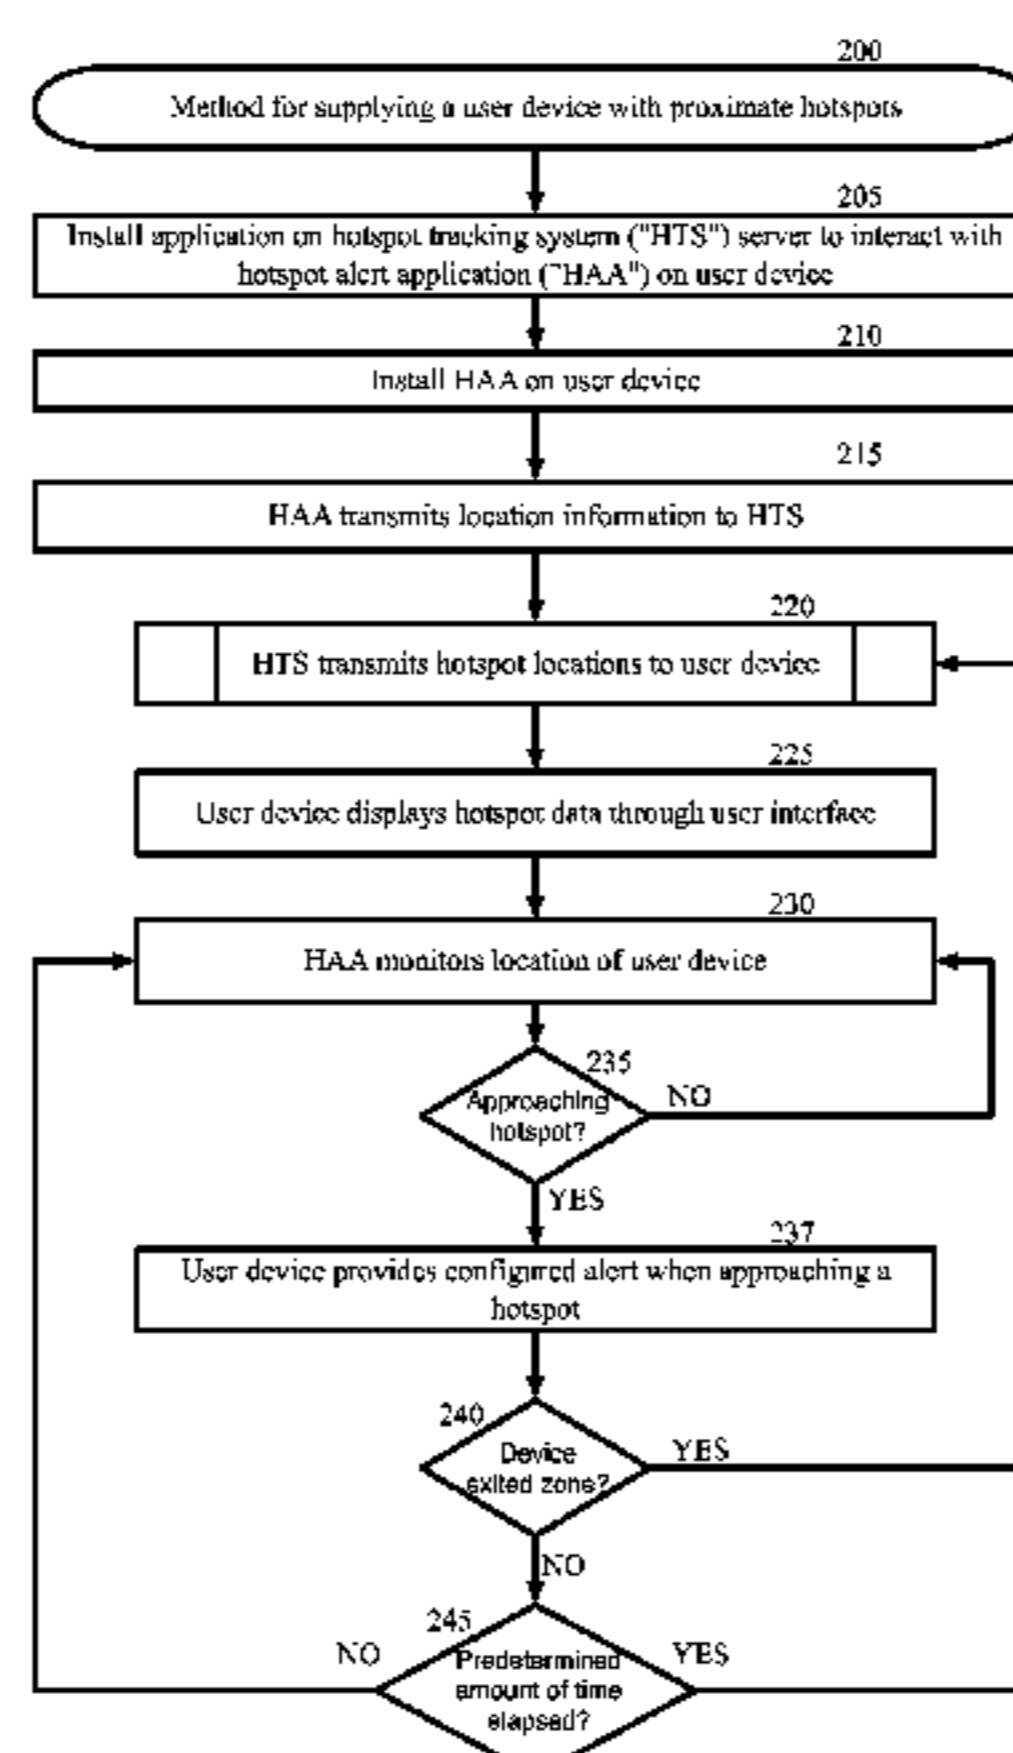 200
Method for supplying a user device with proximate hotspots
205
Install application on hotspot tracking system ("HTS") server to interact with
hotspot alert application ("HAA") on user device
210
Install HAA on user device
215
HAA transmits location information to HTS
220
HTS transmits hotspot locations to user device
225
User device displays hotspot data through user interface
230
HAA monitors location of user device
235
Approaching
hotspot?
NO
YES
237
User device provides configured alert when approaching a
hotspot
240
Device
exited zone?
YES
NO
245
NO
YES
Predetermined
amount of time
elapsed?